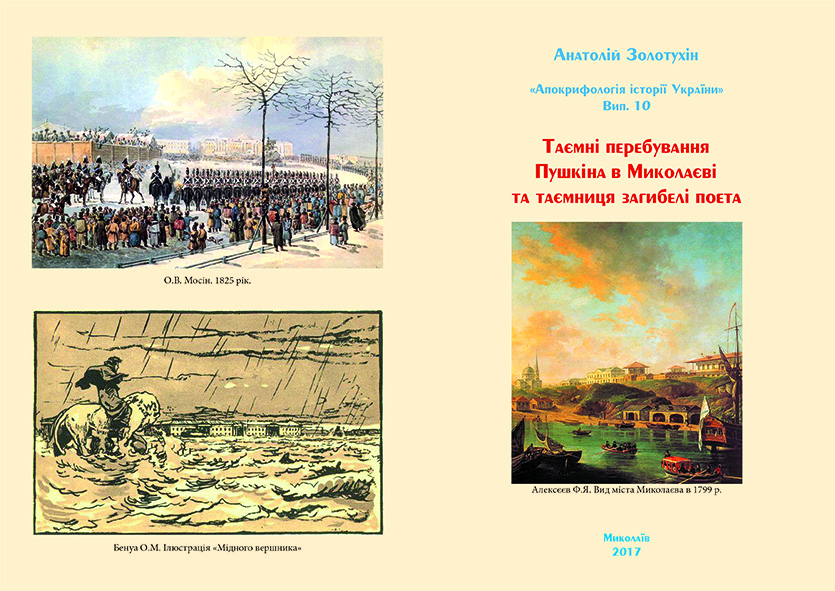 О.В. Мосін. 1825 рік.
Бенуа О.М. Ілюстрація «Мідного вершника»
Анатолій Золотухін
«Апокрифологія історії України»
Вип. 10
Таємні перебування
Пушкіна в Миколаєві
та таємниця загибелі поета
Алексєєв Ф.Я. Вид міста Миколаєва в 1799 р.
Миколаїв
2017